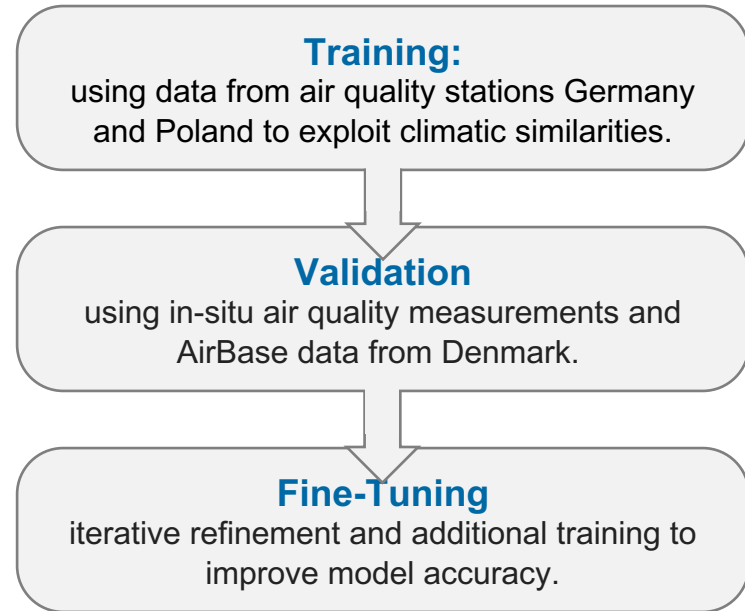 Training:
using data from air quality stations Germany
and Poland to exploit climatic similarities.
Validation
using in-situ air quality measurements and
AirBase data from Denmark.
Fine-Tuning
iterative refinement and additional training to
improve model accuracy.